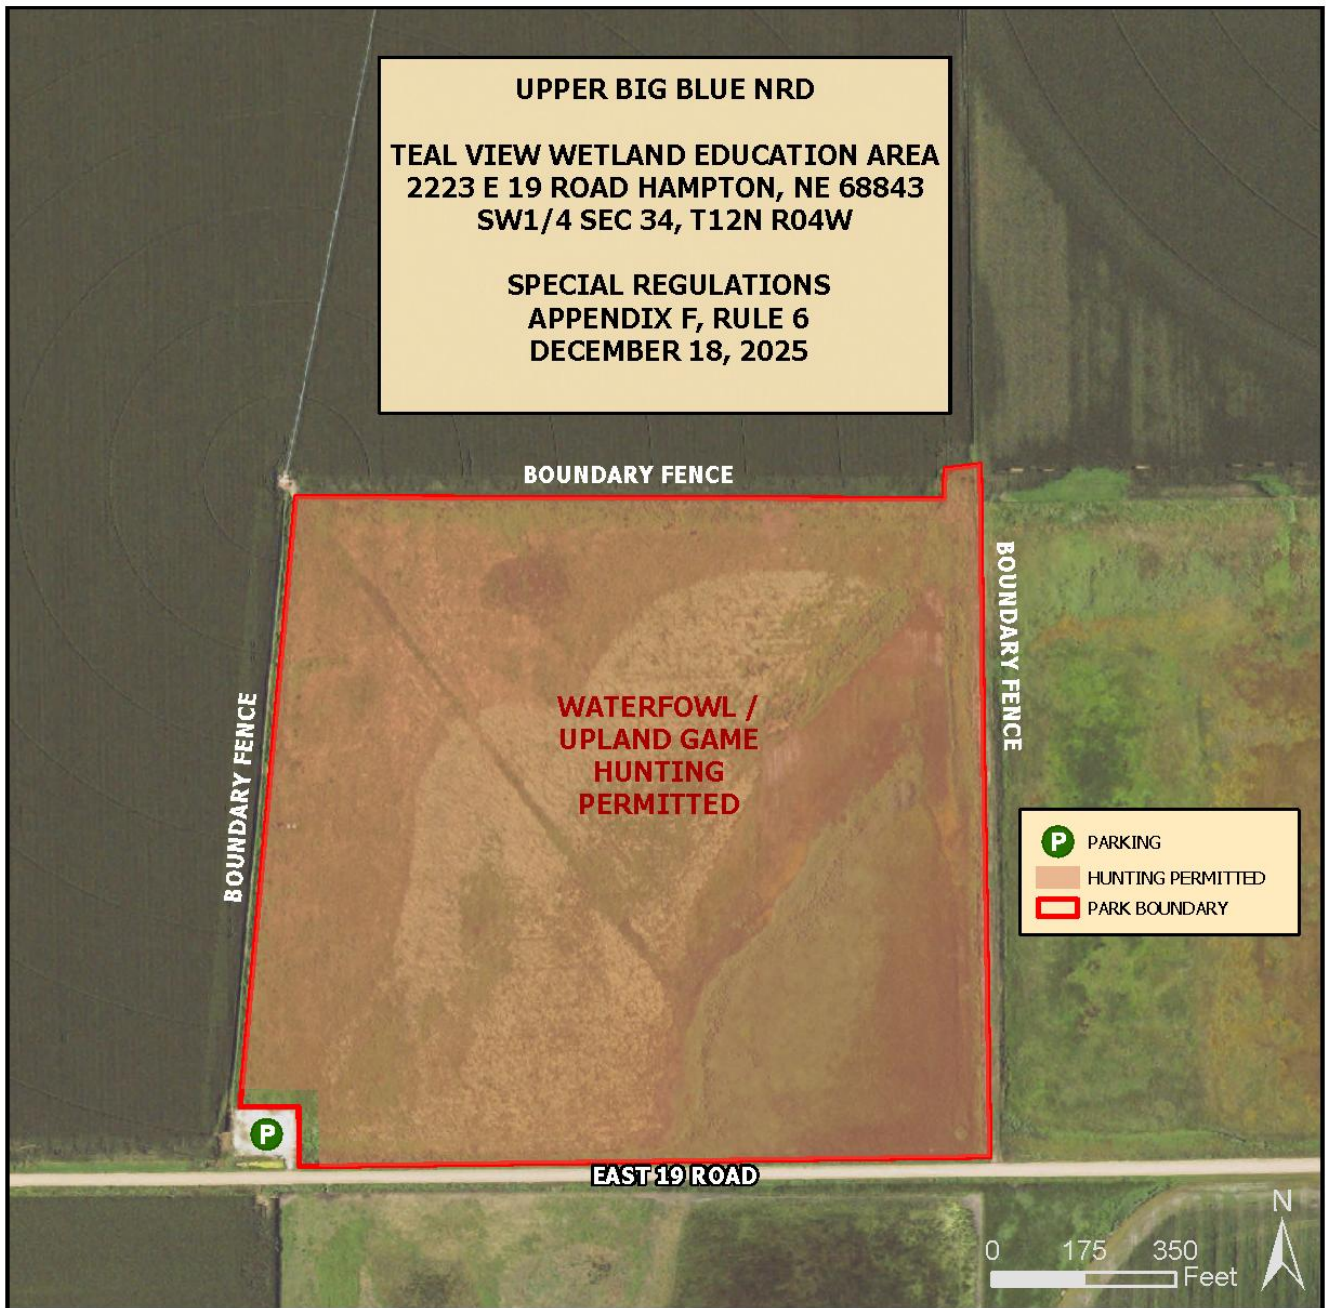 UPPER BIG BLUE NRD
TEAL VIEW WETLAND EDUCATION AREA
2223 E 19 ROAD HAMPTON, NE 68843
SW1/4 SEC 34, T12N R04W
SPECIAL REGULATIONS
APPENDIX F, RULE 6
DECEMBER 18, 2025
BOUNDARY FENCE
BOUNDARY FENCE
BOUNDARY FENCE
WATERFOWL /
UPLAND GAME
HUNTING
PERMITTED
P PARKING
HUNTING PERMITTED
PARK BOUNDARY
P
EAST 19 ROAD
N
0 175 350
Feet